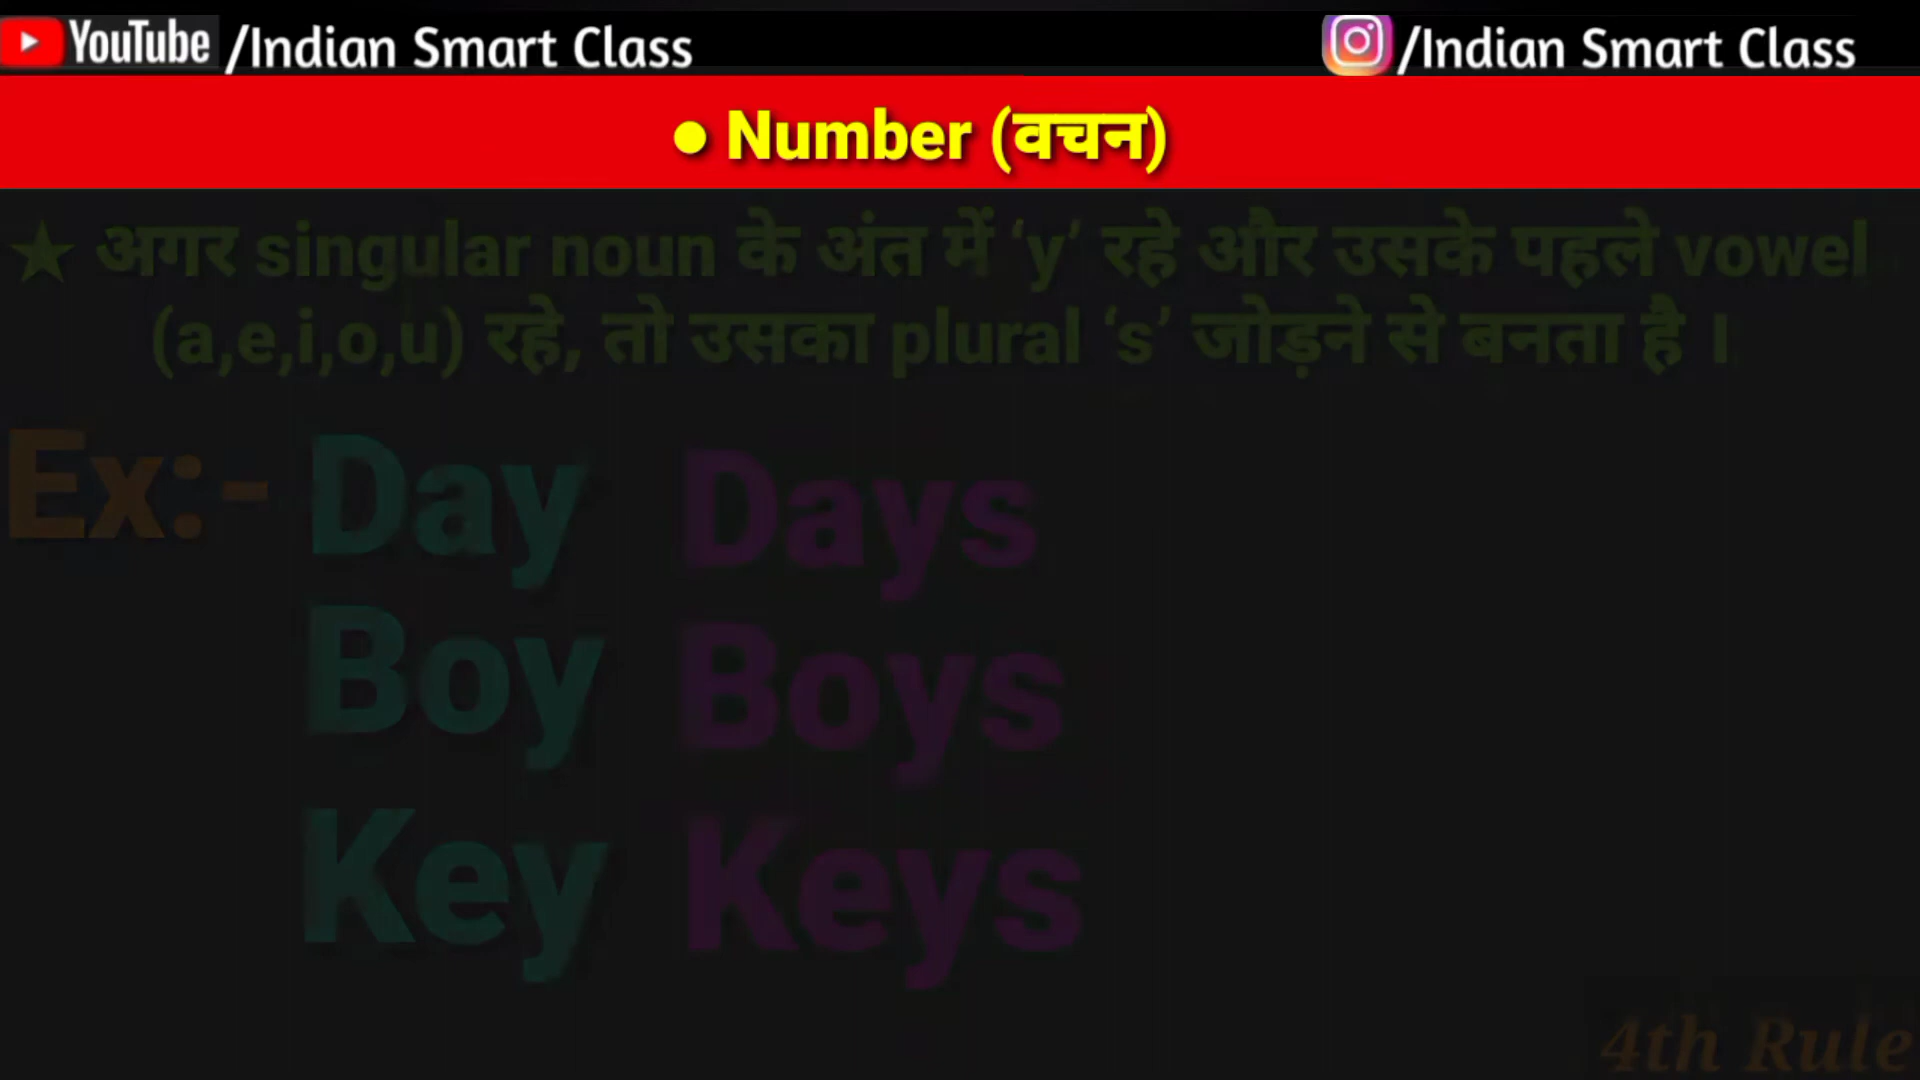 YouTube /Indian Smart Class
/Indian Smart Class
● Number (वचन)
★ अगर singular noun के अंत में ‘y’ रहे और उसके पहले vowel
(a,e,i,o,u) रहे, तो उसका plural ‘s’ जोड़ने से बनता है ।
Ex:- Day Days
Boy Boys
Key Keys
4th Rule